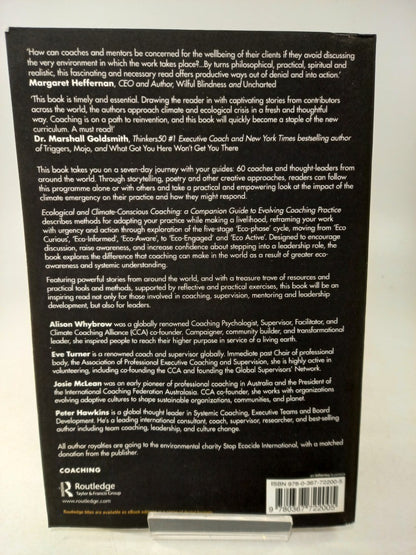 ‘How can coaches and mentors be concerned for the wellbeing of their clients if they avoid discussing
the very environment in which the work takes place?...By turns philosophical, practical, spiritual and
realistic, this fascinating and necessary read offers productive ways out of denial and into action.’
Margaret Heffernan, CEO and Author, Wilful Blindness and Uncharted
‘This book is timely and essential. Drawing the reader in with captivating stories from contributors
across the world, the authors approach climate and ecological crisis in a fresh and thoughtful
way. Coaching is on a path to reinvention, and this book will quickly become a staple of the new
curriculum. A must read!’
Dr. Marshall Goldsmith, Thinkers50 #1 Executive Coach and New York Times bestselling author
of Triggers, Mojo, and What Got You Here Won't Get You There
This book takes you on a seven-day journey with your guides: 60 coaches and thought-leaders from
around the world. Through storytelling, poetry and other creative approaches, readers can follow
this programme alone or with others and take a practical and empowering look at the impact of the
climate emergency on their practice and how they might respond.
Ecological and Climate-Conscious Coaching: a Companion Guide to Evolving Coaching Practice
describes methods for adapting your practice while making a livelihood, reframing your work
with urgency and action through exploration of the five-stage ‘Eco-phase’ cycle, moving from ‘Eco
Curious’, ‘Eco-Informed’, ‘Eco-Aware’, to ‘Eco-Engaged’ and ‘Eco Active’. Designed to encourage
discussion, raise awareness, and increase confidence about stepping into a leadership role, the
book explores the difference that coaching can make in the world as a result of greater eco-
awareness and systemic understanding.
Featuring powerful stories from around the world, and with a treasure trove of resources and
practical tools and methods, supported by reflective and practical exercises, this book will be an
inspiring read not only for those involved in coaching, supervision, mentoring and leadership
development, but also for leaders.
Alison Whybrow was a globally renowned Coaching Psychologist, Supervisor, Facilitator, and
Climate Coaching Alliance (CCA) co-founder. Campaigner, community builder, and transformational
leader, she inspired people to reach their higher purpose in service of a living earth.
Eve Turner is a renowned coach and supervisor globally. Immediate past Chair of professional
body, the Association of Professional Executive Coaching and Supervision, she is highly active in
volunteering, including co-founding the CCA and founding the Global Supervisors' Network.
Josie McLean was an early pioneer of professional coaching in Australia and the President of
the International Coaching Federation Australasia. CCA co-founder, she works with organizations
evolving adaptive cultures to shape sustainable organizations, communities, and planet.
Peter Hawkins is a global thought leader in Systemic Coaching, Executive Teams and Board
Development. He's a leading international consultant, coach, supervisor, researcher, and best-selling
author including team coaching, leadership, and culture change.
All author royalties are going to the environmental charity Stop Ecocide International, with a matched
donation from the publisher.
COACHING
R
Routledge
Taylor & Francis Group
www.routledge.com
ISBN 978-0-367-72200-5
9 780367 722005